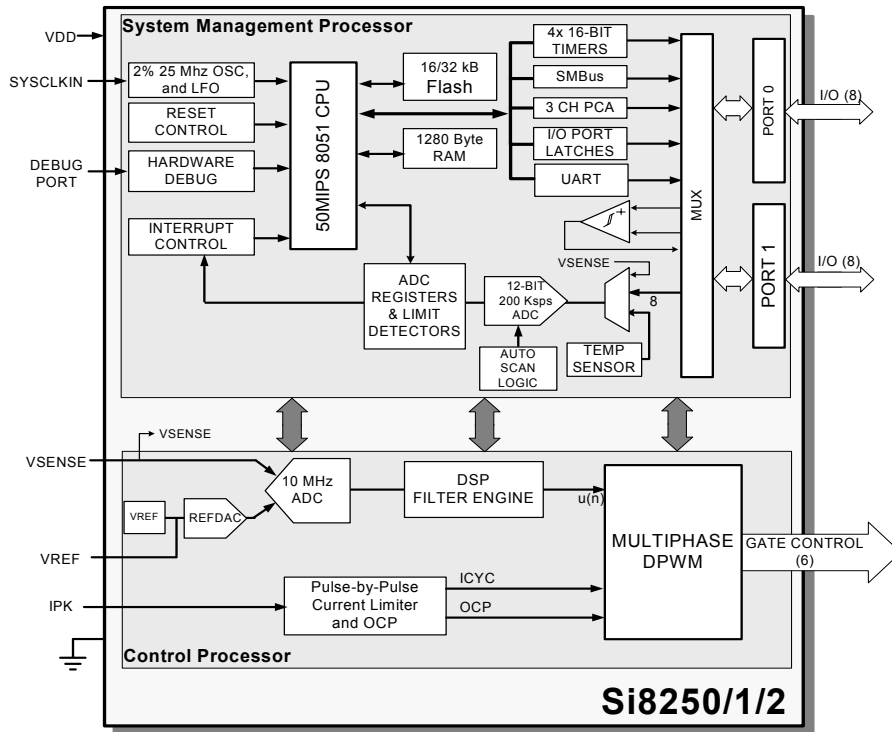 System Management Processor
VDD
SYSCLKIN
DEBUG
PORT
2% 25 Mhz OSC,
and LFO
RESET
CONTROL
HARDWARE
DEBUG
INTERRUPT
CONTROL
50MIPS 8051 CPU
16/32 kB
Flash
1280 Byte
RAM
4x 16-BIT
TIMERS
SMBus
3 CH PCA
I/O PORT
LATCHES
UART
MUX
PORT 0
I/O (8)
PORT 1
I/O (8)
+
VSENSE
8
ADC
REGISTERS
& LIMIT
DETECTORS
12-BIT
200 Ksps
ADC
AUTO
SCAN
LOGIC
TEMP
SENSOR
VSENSE
VSENSE
10 MHz
ADC
DSP
FILTER ENGINE
u(n)
VREF
REFDAC
VREF
MULTIPHASE
DPWM
GATE CONTROL
(6)
IPK
Pulse-by-Pulse
Current Limiter
and OCP
ICYC
OCP
Control Processor
Si8250/1/2